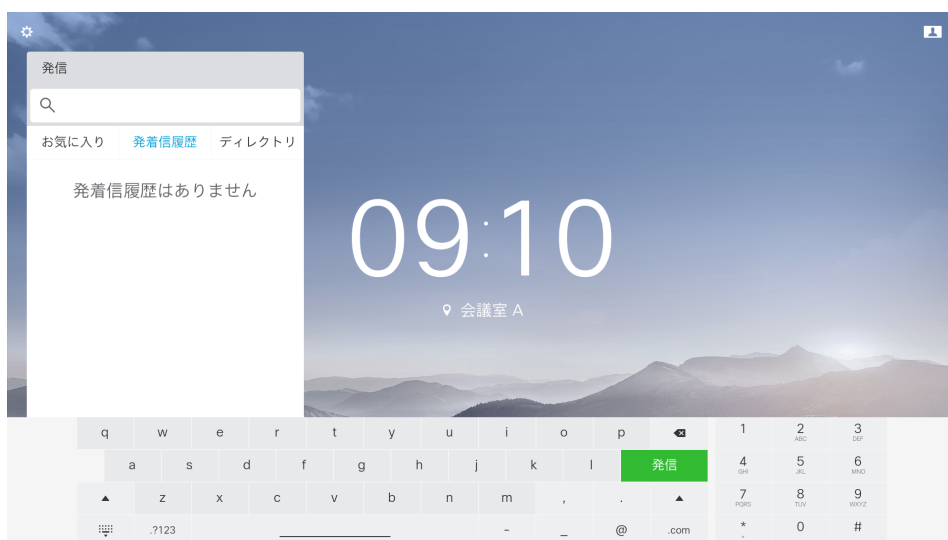 発信
お気に入り 発着信履歴 ディレクトリ
発着信履歴はありません
09:10
会議室 A
q w e r t y u i o p 1 2 ABC 3 DEF
a s d f g h j k l 発信 4 GHI 5 JKL 6 MNO
z x c v b n m , . 7 PQRS 8 TUV 9 WXYZ
.?123 - _ @ .com * 0 #